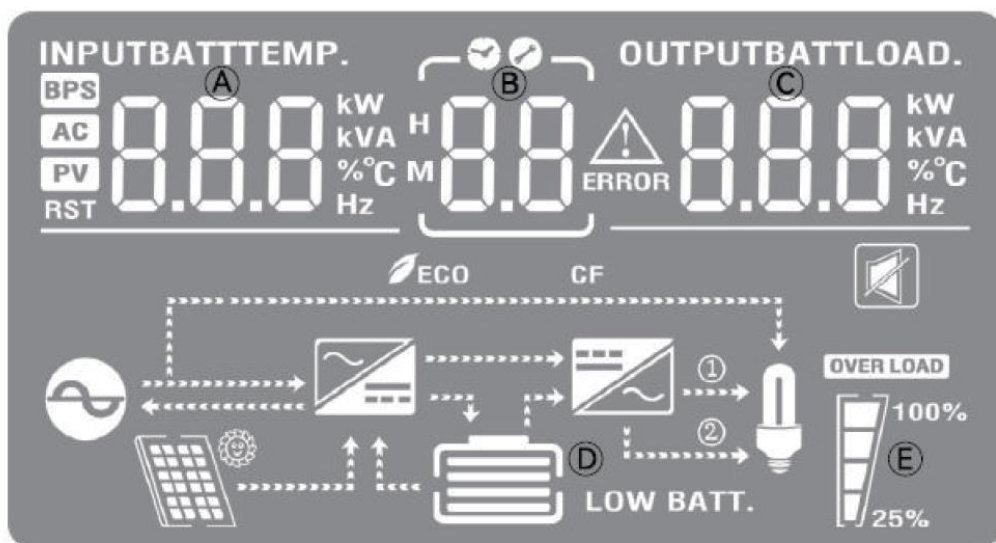 INPUTBATTTEMP.
OUTPUTBATTLOAD.
A
B
C
BPS
AC
PV
RST
8.8.8
kW
kVA
%°C
Hz
H
M
8.8
ERROR
8.8.8
kW
kVA
%°C
Hz
ECO
CF
①
②
OVER LOAD
100%
D
E
LOW BATT.
25%